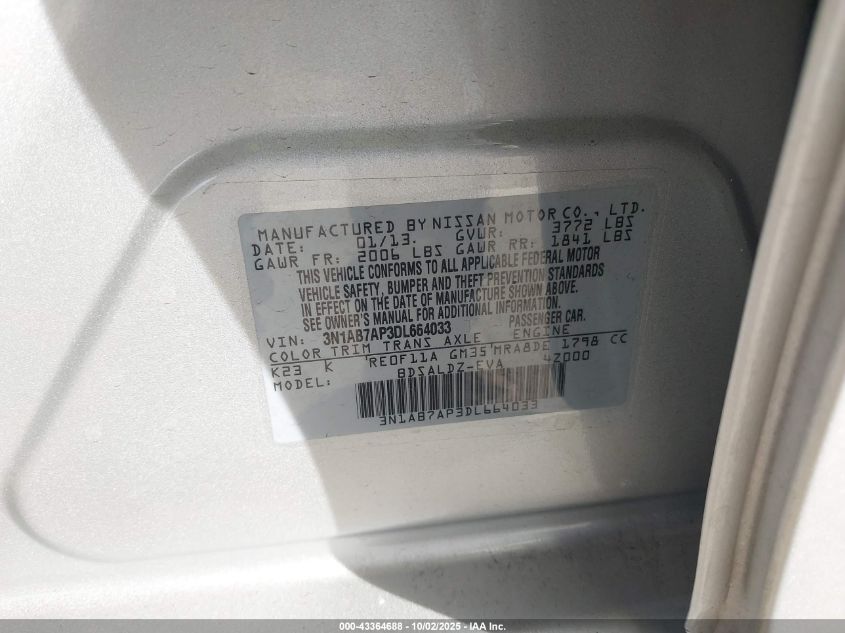 MANUFACTURED BY NISSAN MOTOR CO., LTD.
DATE: 01/13. GVWR: 3772 LBS
GAWR FR: 2006 LBS GAWR RR: 1841 LBS
THIS VEHICLE CONFORMS TO ALL APPLICABLE FEDERAL MOTOR
VEHICLE SAFETY, BUMPER AND THEFT PREVENTION STANDARDS
IN EFFECT ON THE DATE OF MANUFACTURE SHOWN ABOVE.
SEE OWNER'S MANUAL FOR ADDITIONAL INFORMATION.
VIN: 3N1AB7AP3DL664033 PASSENGER CAR.
COLOR TRIM TRANS AXLE ENGINE
K23 K RE0F11A GM35 MRA8DE 1798 CC
MODEL: BDSALDZ-EVA 42000
3N1AB7AP3DL664033
000-43364688 - 10/02/2025 - IAA Inc.